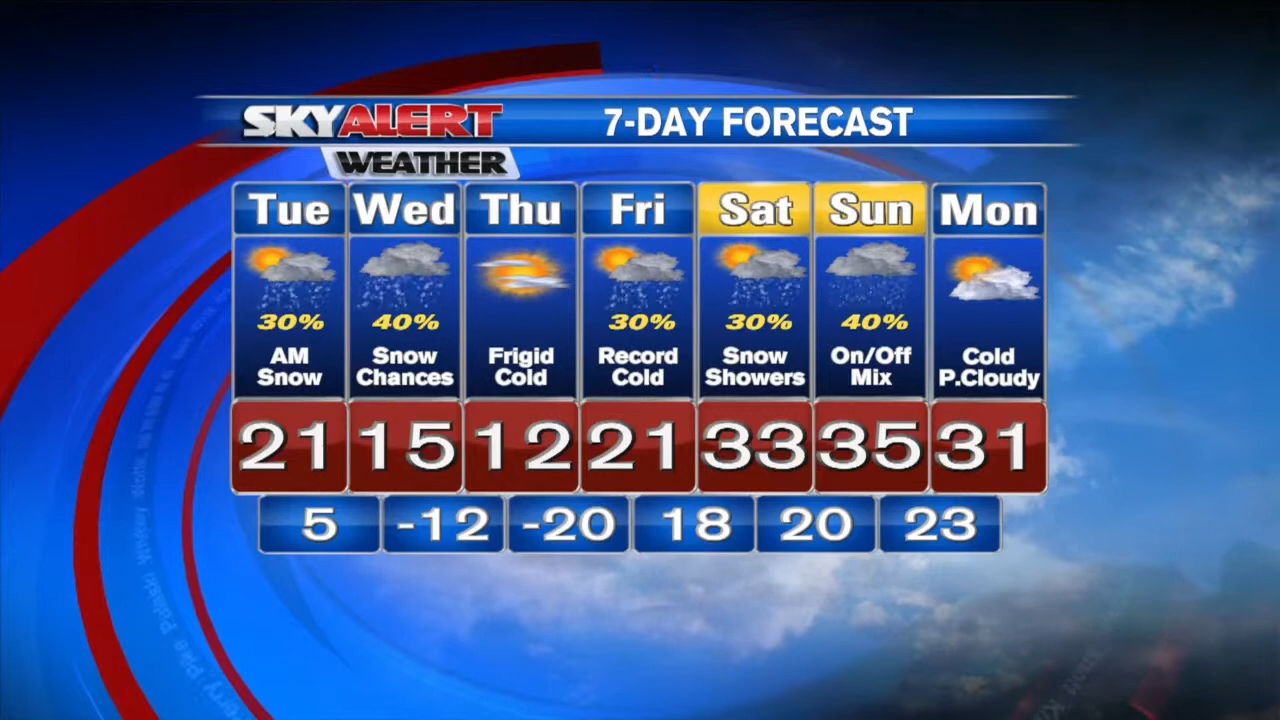 SKYALERT 7-DAY FORECAST
WEATHER
Tue Wed Thu Fri Sat Sun Mon
30% 40% 30% 30% 40%
AM Snow Frigid Record Snow On/Off Cold
Snow Chances Cold Cold Showers Mix P.Cloudy
21 15 12 21 33 35 31
5 -12 -20 18 20 23